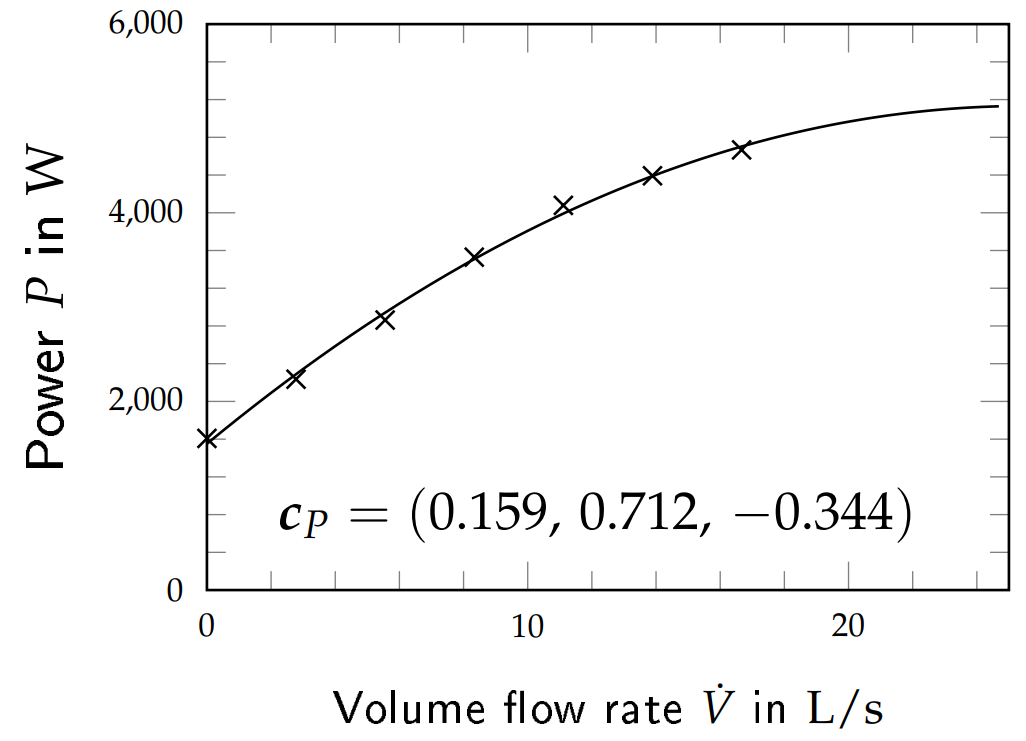 6,000
4,000
2,000
0
Power P in W
c_P = (0.159, 0.712, −0.344)
0 10 20
Volume flow rate V̇ in L/s